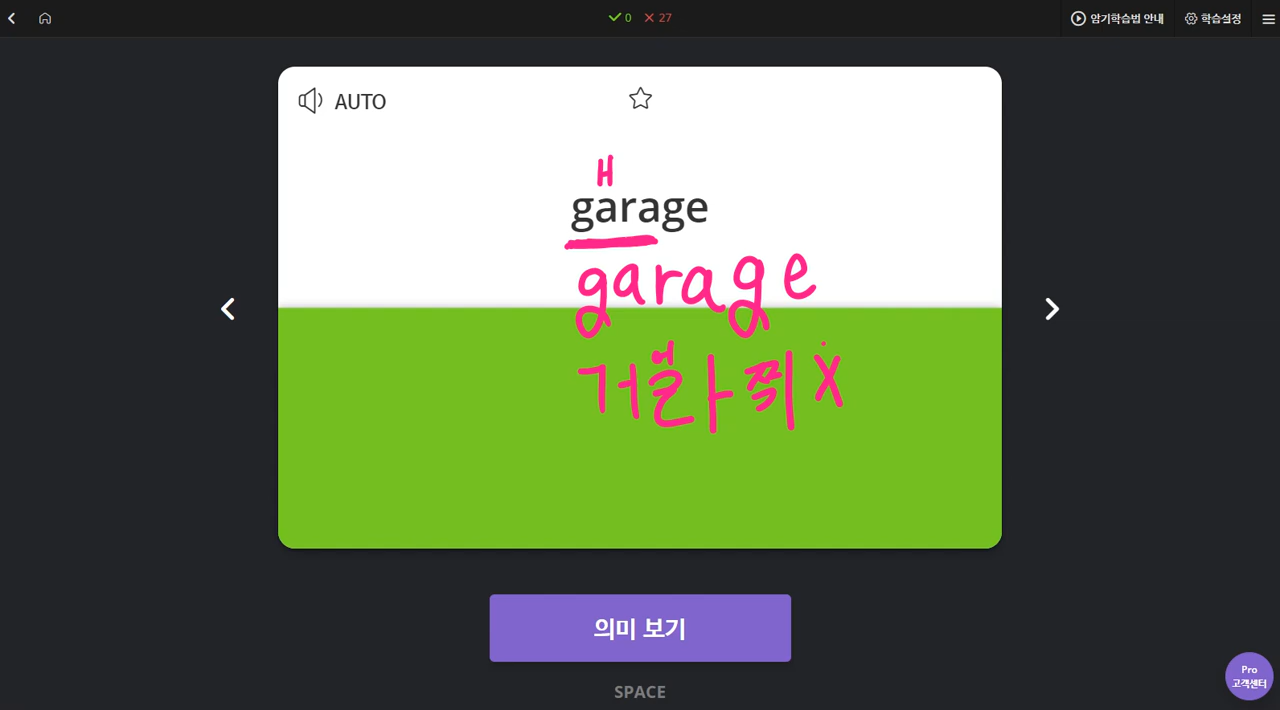 0 27 암기학습법 안내 학습설정
AUTO
H
garage
garage
거라쥐 X
의미 보기
SPACE
Pro
고객센터